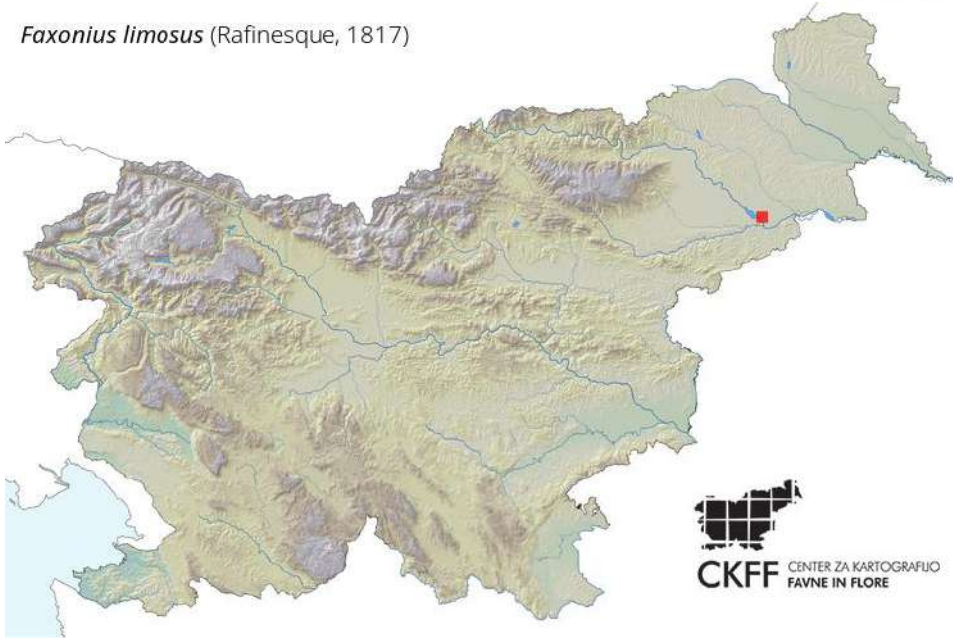 Faxonius limosus (Rafinesque, 1817)
CKFF CENTER ZA KARTOGRAFIJO
FAVNE IN FLORE